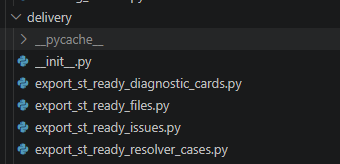 delivery
__pycache__
__init__.py
export_st_ready_diagnostic_cards.py
export_st_ready_files.py
export_st_ready_issues.py
export_st_ready_resolver_cases.py